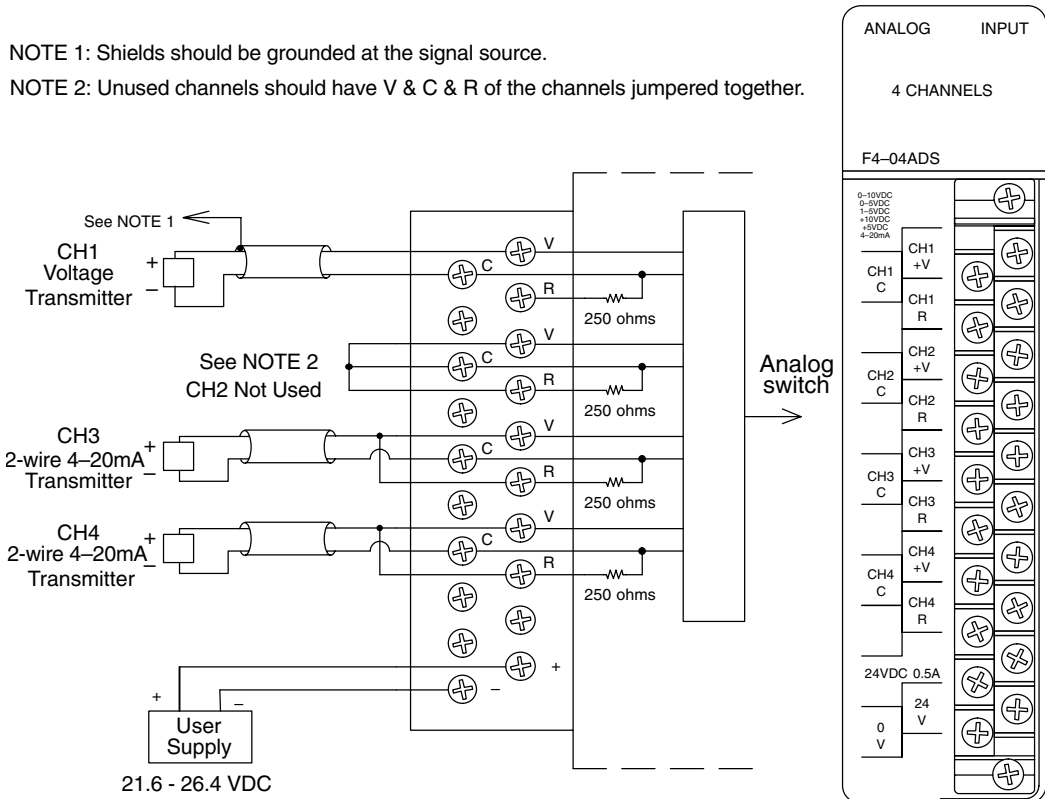 NOTE 1: Shields should be grounded at the signal source.
NOTE 2: Unused channels should have V & C & R of the channels jumpered together.
See NOTE 1
CH1
Voltage
Transmitter
+
–
V
C
R
250 ohms
See NOTE 2
CH2 Not Used
V
C
R
250 ohms
CH3
2-wire 4–20mA
Transmitter
+
–
V
C
R
250 ohms
CH4
2-wire 4–20mA
Transmitter
+
–
V
C
R
250 ohms
Analog
switch
+
–
+
–
User
Supply
21.6 - 26.4 VDC
ANALOG INPUT
4 CHANNELS
F4–04ADS
0–10VDC
0–5VDC
1–5VDC
+10VDC
+5VDC
4–20mA
CH1
+V
CH1
C
CH1
R
CH2
+V
CH2
C
CH2
R
CH3
+V
CH3
C
CH3
R
CH4
+V
CH4
C
CH4
R
24VDC 0.5A
24
V
0
V